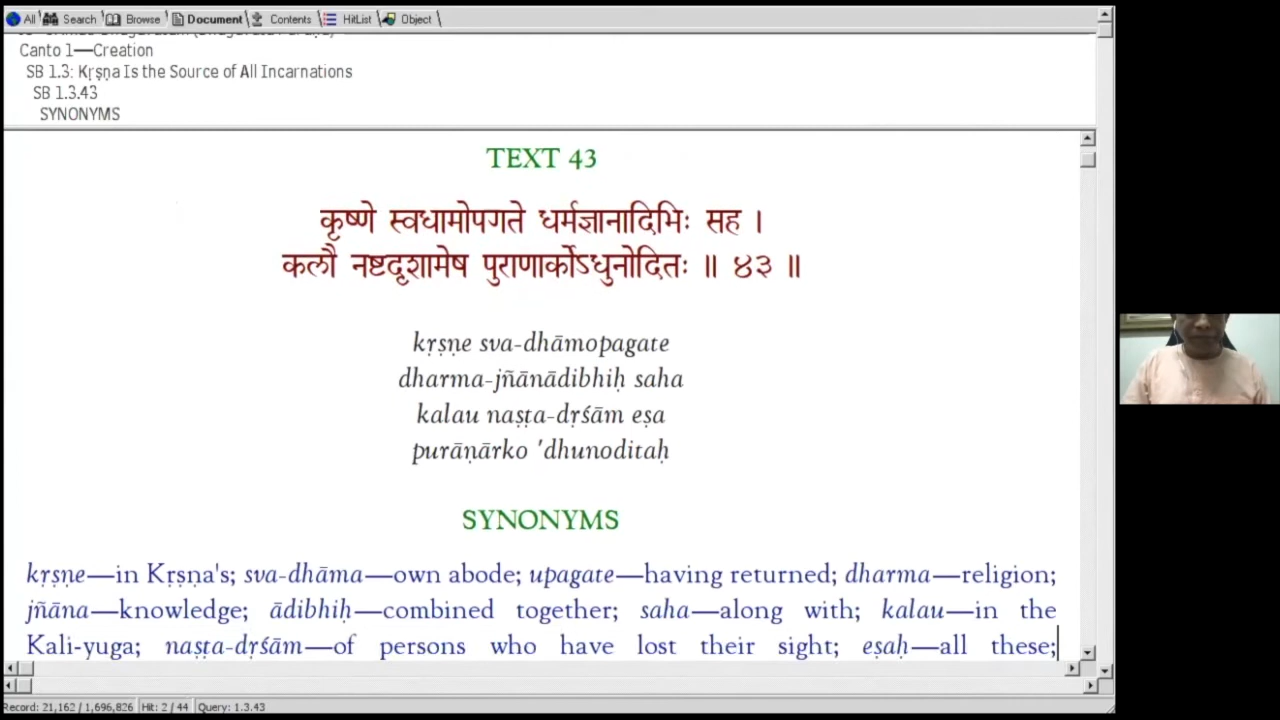 All Search Browse Document Contents HitList Object
Canto 1—Creation
SB 1.3: Kṛṣṇa Is the Source of All Incarnations
SB 1.3.43
SYNONYMS
TEXT 43
कृष्णे स्वधामोपगते धर्मज्ञानादिभिः सह ।
कलौ नष्टदृशामेष पुराणार्कोऽधुनोदितः ॥ ४३ ॥
kṛṣṇe sva-dhāmopagate
dharma-jñānādibhiḥ saha
kalau naṣṭa-dṛśām eṣa
purāṇārko 'dhunoditaḥ
SYNONYMS
kṛṣṇe—in Kṛṣṇa's; sva-dhāma—own abode; upagate—having returned; dharma—religion;
jñāna—knowledge; ādibhiḥ—combined together; saha—along with; kalau—in the
Kali-yuga; naṣṭa-dṛśām—of persons who have lost their sight; eṣaḥ—all these;
Record: 21,162 / 1,696,826 Hit: 2 / 44 Query: 1.3.43